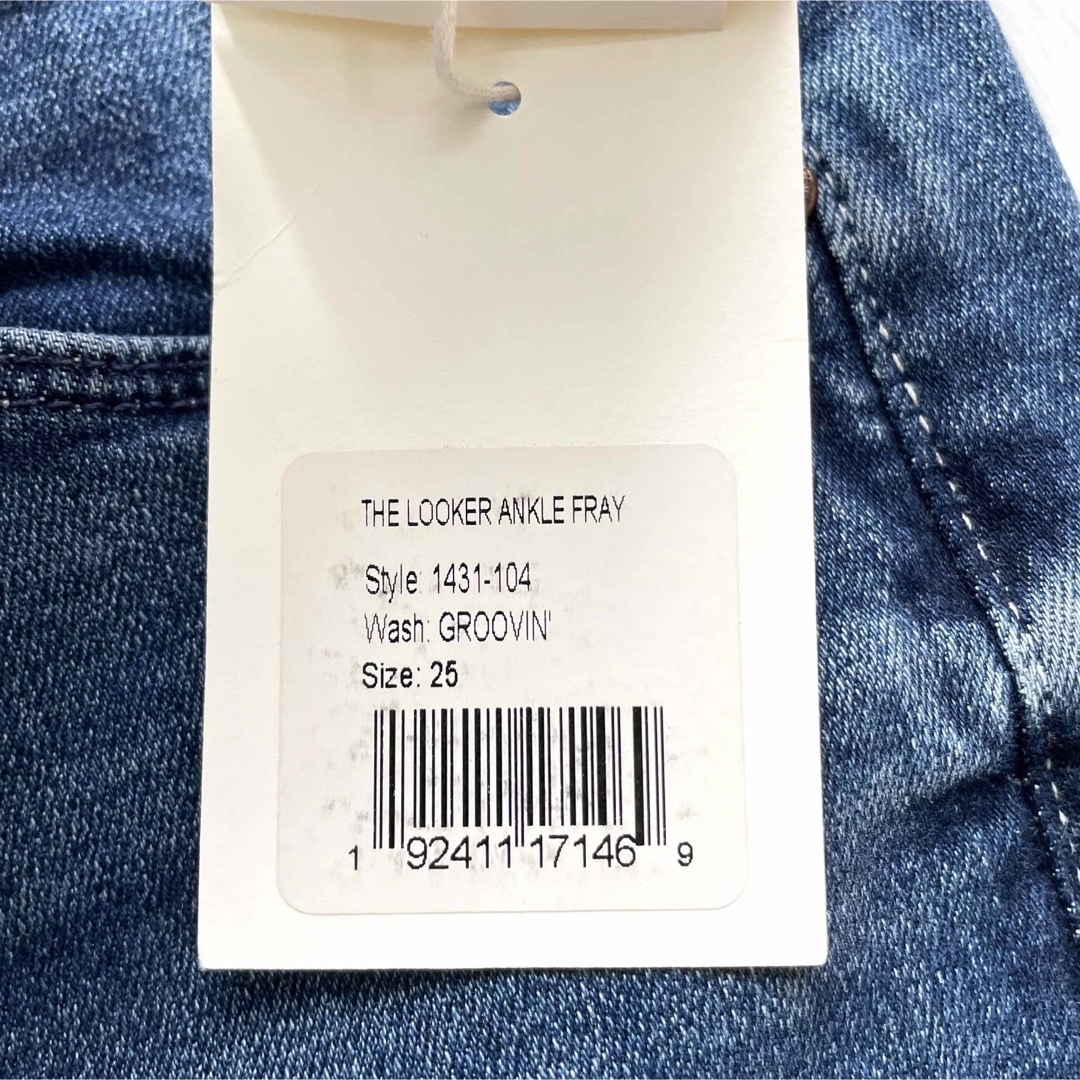 THE LOOKER ANKLE FRAY
Style: 1431-104
Wash: GROOVIN'
Size: 25
1 92411 17146 9